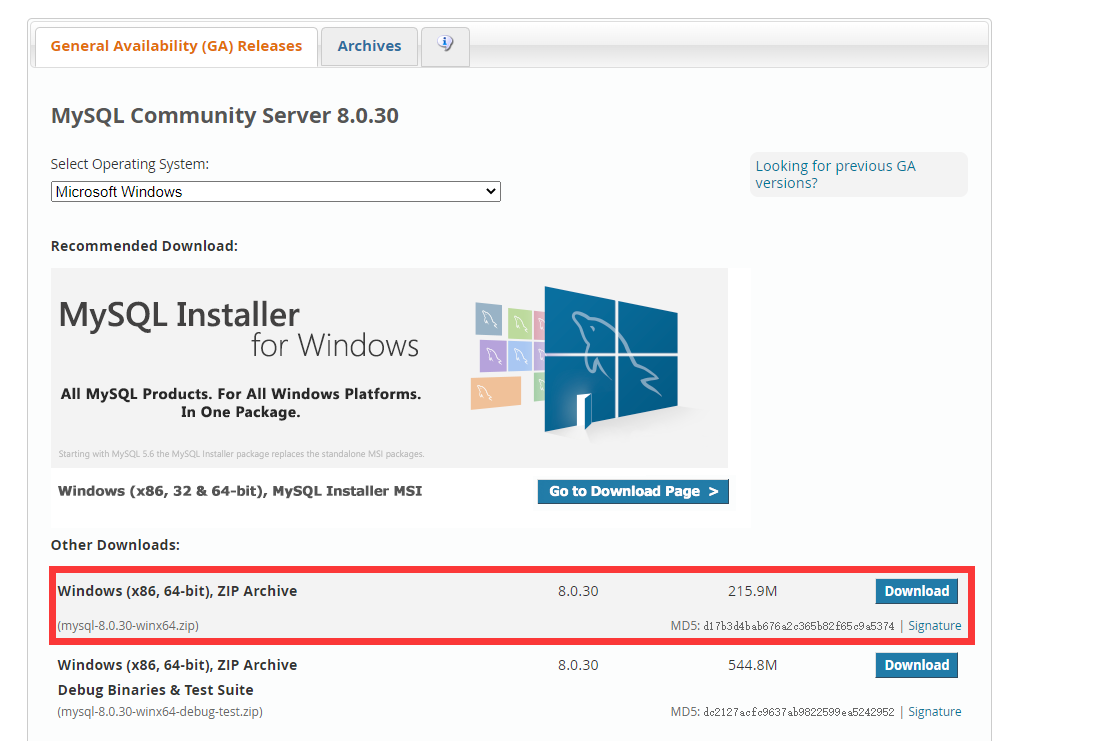 General Availability (GA) Releases
Archives
MySQL Community Server 8.0.30
Select Operating System:
Microsoft Windows
Looking for previous GA
versions?
Recommended Download:
MySQL Installer
for Windows
All MySQL Products. For All Windows Platforms.
In One Package.
Starting with MySQL 5.6 the MySQL Installer package replaces the standalone MSI packages.
Windows (x86, 32 & 64-bit), MySQL Installer MSI
Go to Download Page >
Other Downloads:
Windows (x86, 64-bit), ZIP Archive 8.0.30 215.9M Download
(mysql-8.0.30-winx64.zip) MD5: d17b3d4bab676a2c365b82f65c9a5374 | Signature
Windows (x86, 64-bit), ZIP Archive 8.0.30 544.8M Download
Debug Binaries & Test Suite
(mysql-8.0.30-winx64-debug-test.zip) MD5: dc2127acfc9637ab9822599ea5242952 | Signature